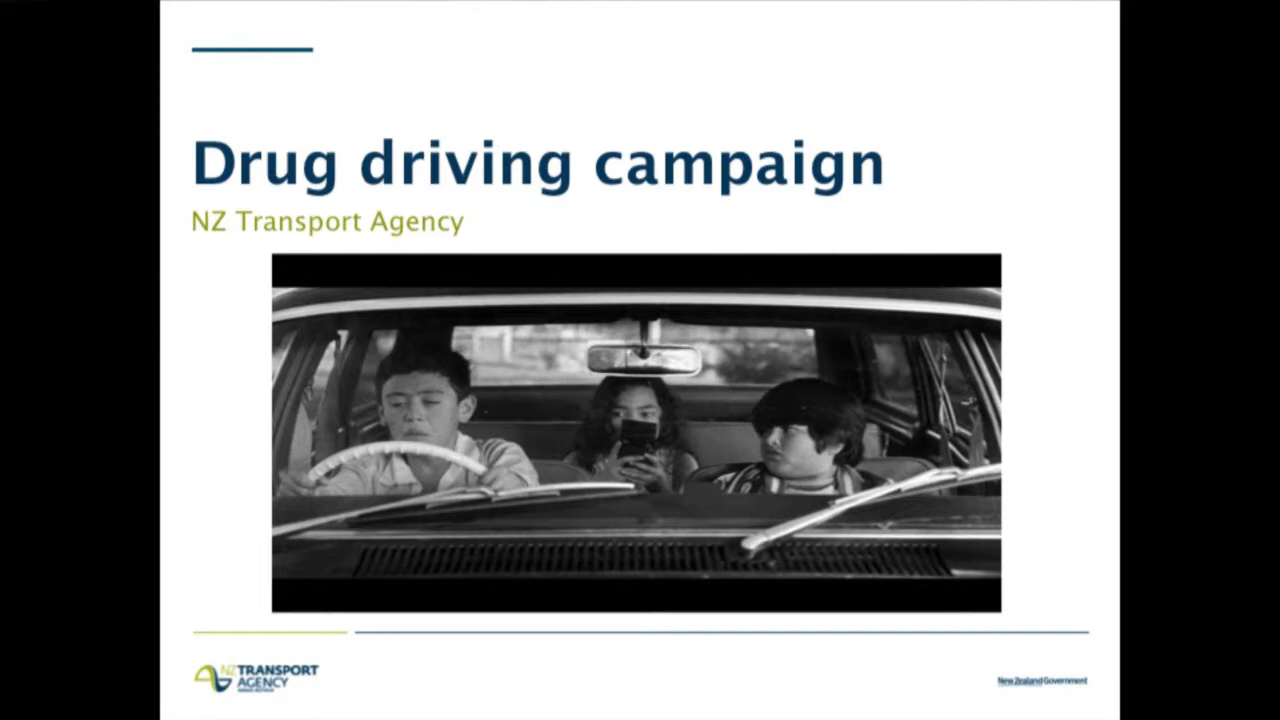 Drug driving campaign
NZ Transport Agency
NZ TRANSPORT
AGENCY
New Zealand Government